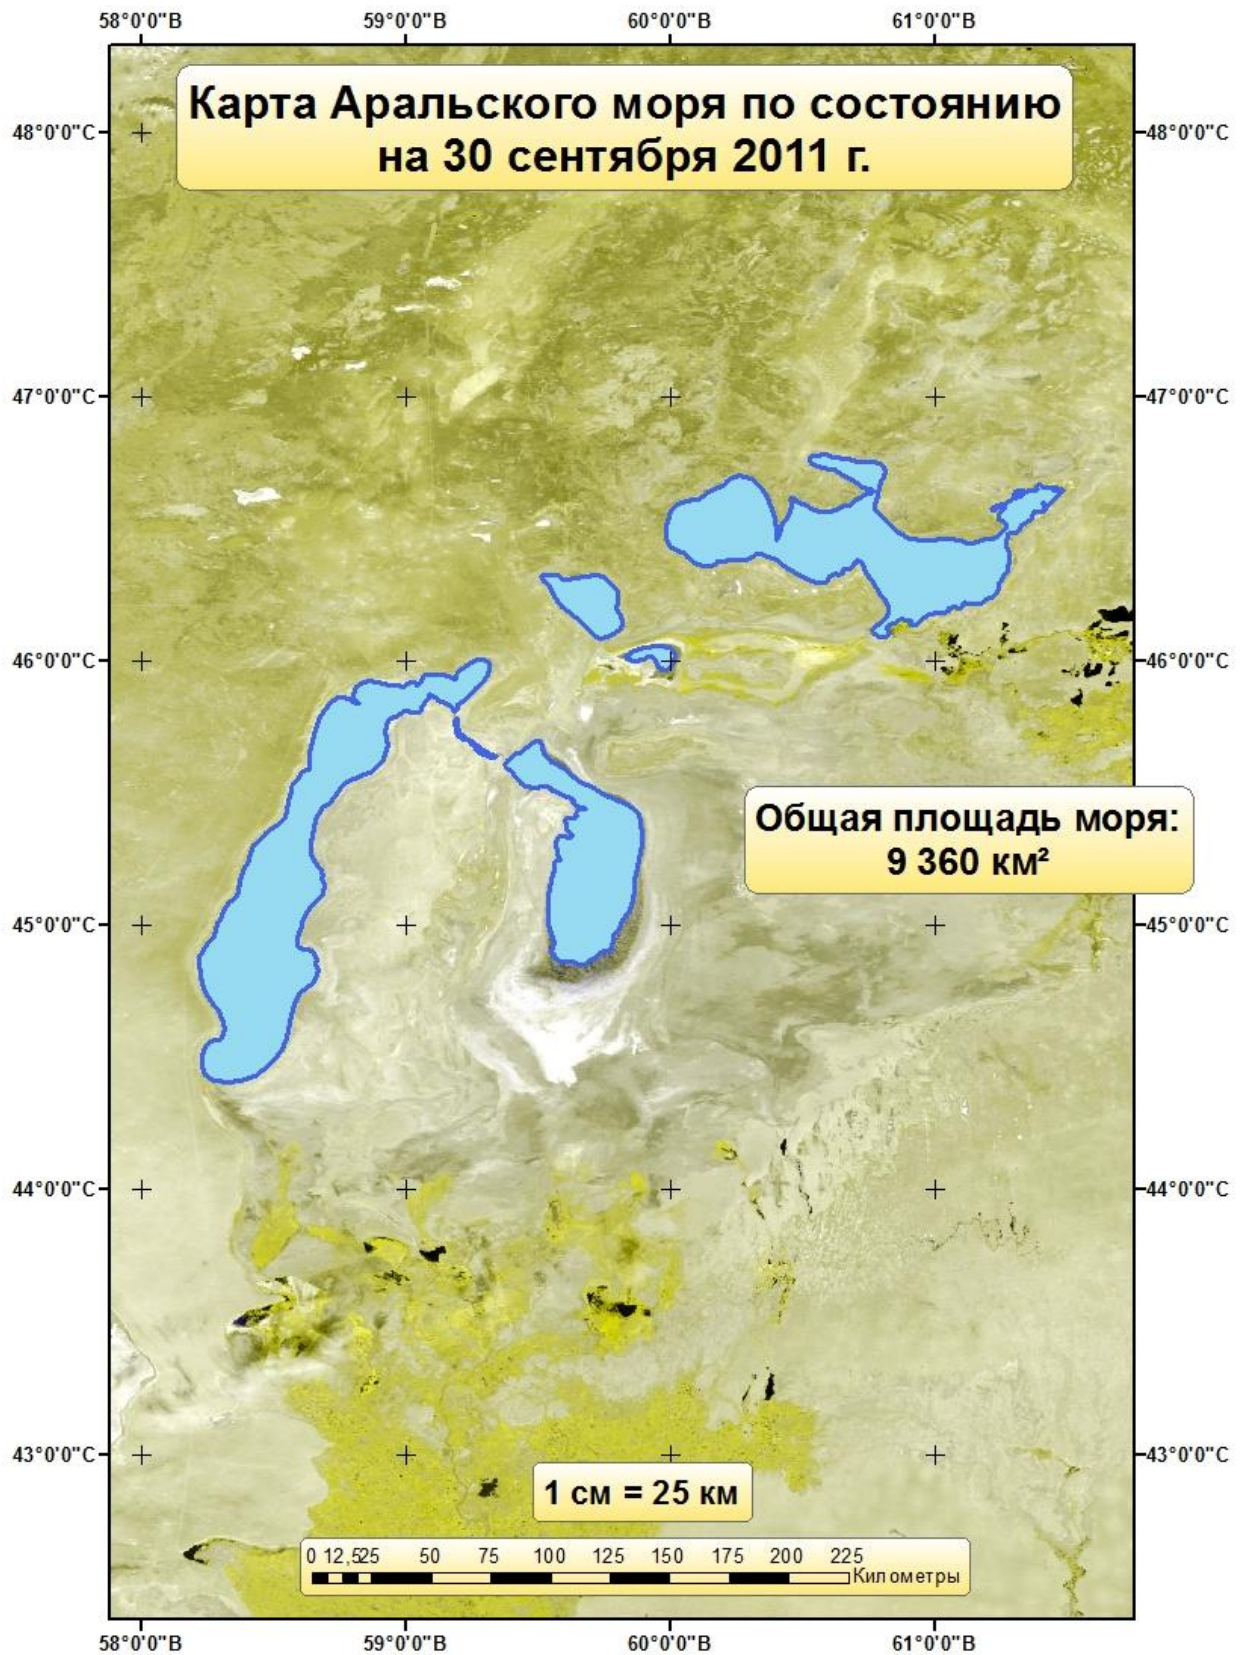 58°0'0"В 59°0'0"В 60°0'0"В 61°0'0"В
Карта Аральского моря по состоянию
на 30 сентября 2011 г.
48°0'0"С 48°0'0"С
47°0'0"С 47°0'0"С
46°0'0"С 46°0'0"С
Общая площадь моря:
9 360 км²
45°0'0"С 45°0'0"С
44°0'0"С 44°0'0"С
43°0'0"С 43°0'0"С
1 см = 25 км
0 12,525 50 75 100 125 150 175 200 225
Километры
58°0'0"В 59°0'0"В 60°0'0"В 61°0'0"В